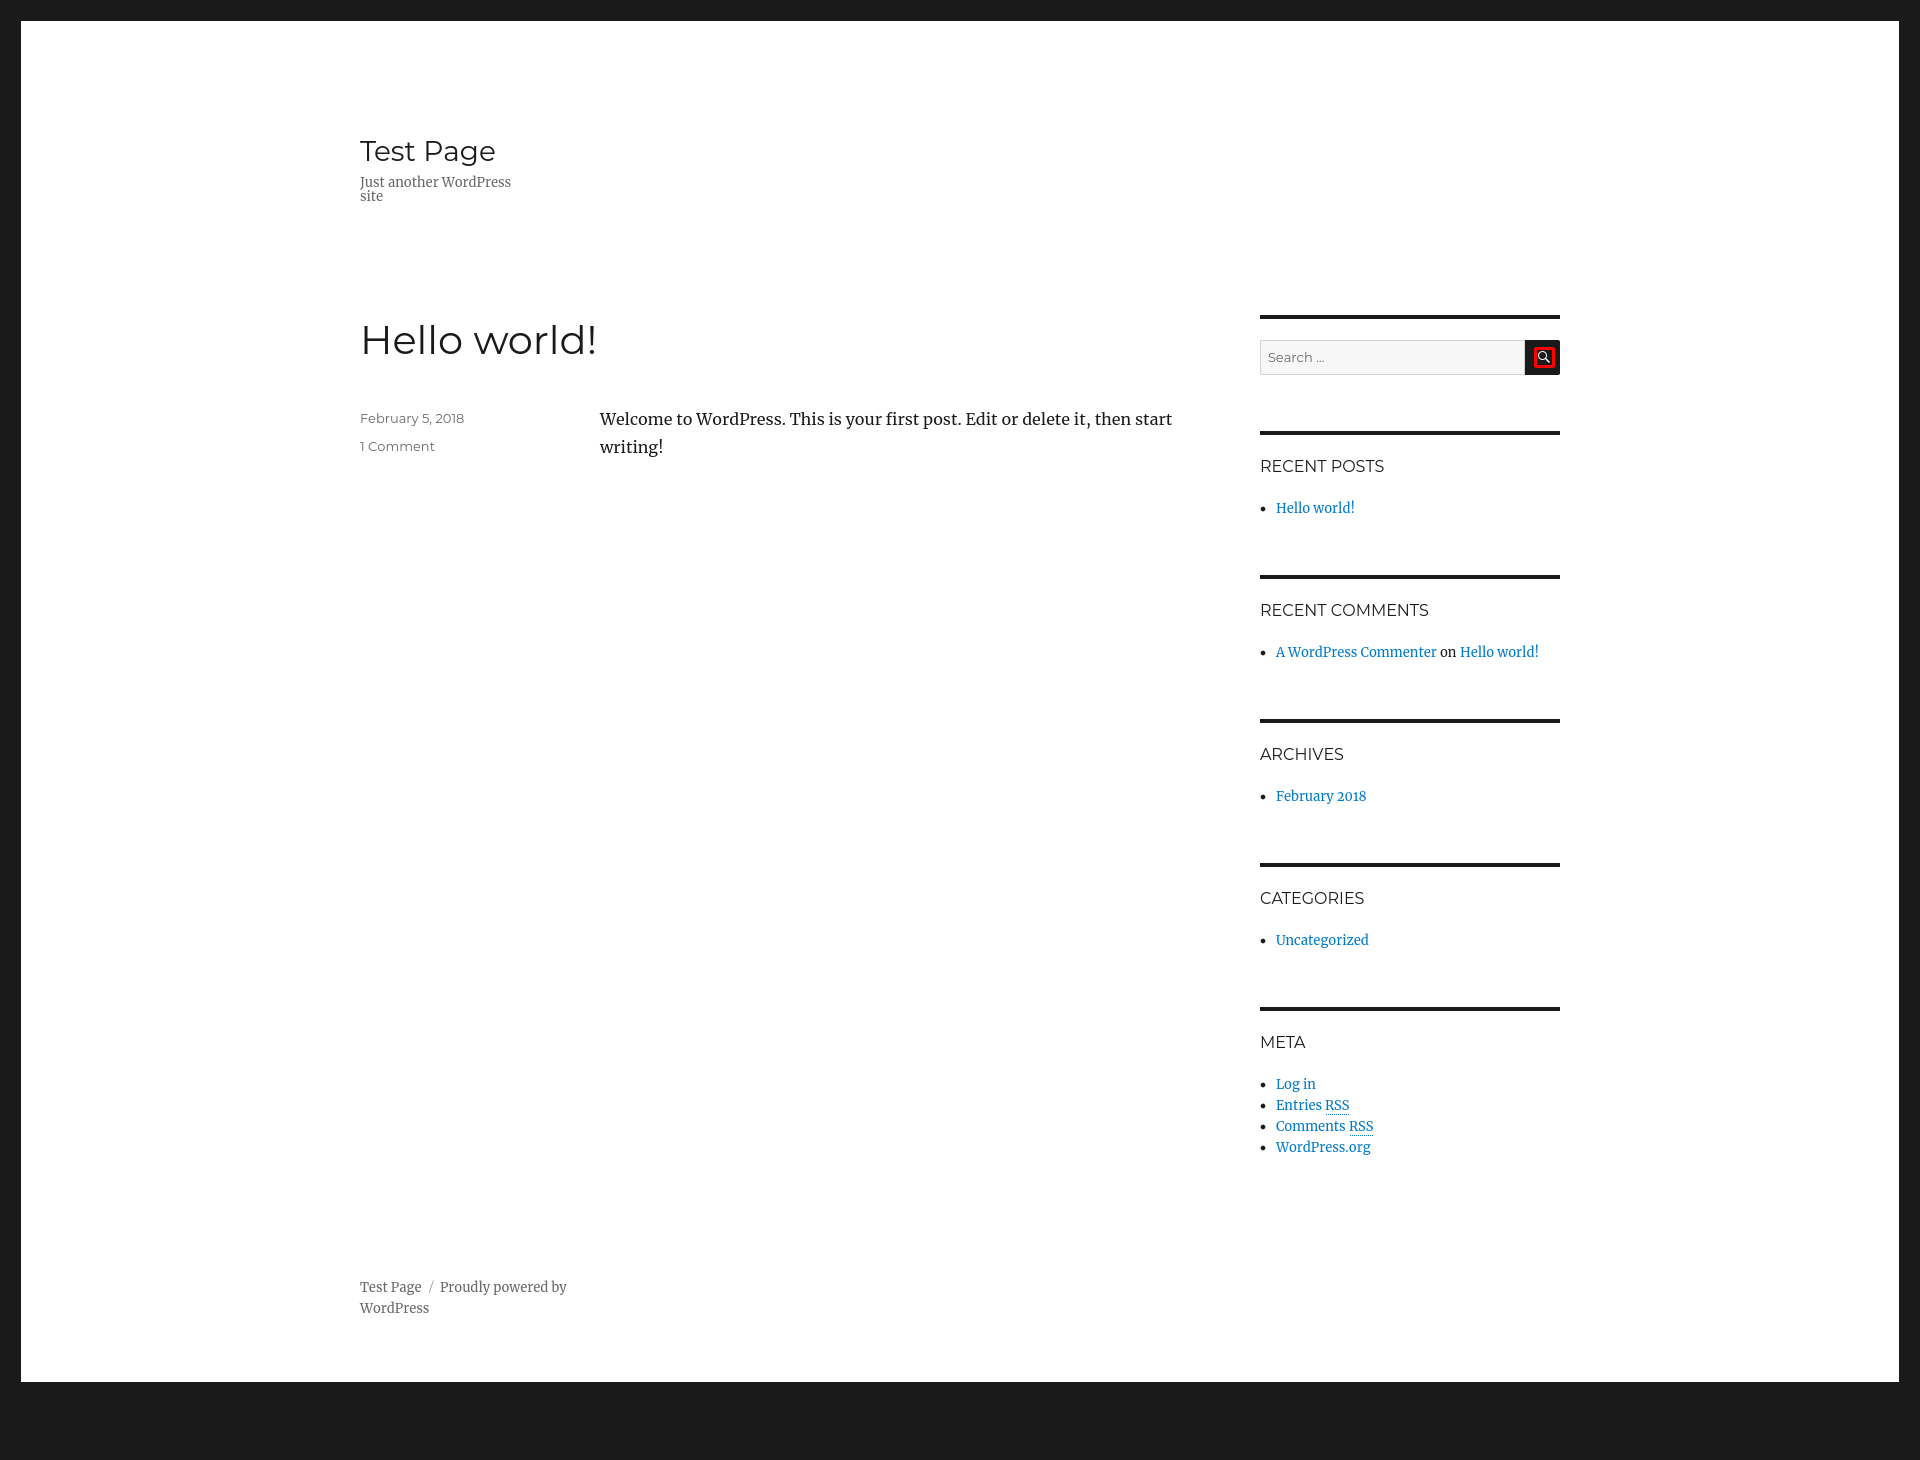 Test Page
Just another WordPress
site
Hello world!
February 5, 2018
1 Comment
Welcome to WordPress. This is your first post. Edit or delete it, then start
writing!
Search …
RECENT POSTS
Hello world!
RECENT COMMENTS
A WordPress Commenter on Hello world!
ARCHIVES
February 2018
CATEGORIES
Uncategorized
META
Log in
Entries RSS
Comments RSS
WordPress.org
Test Page / Proudly powered by
WordPress